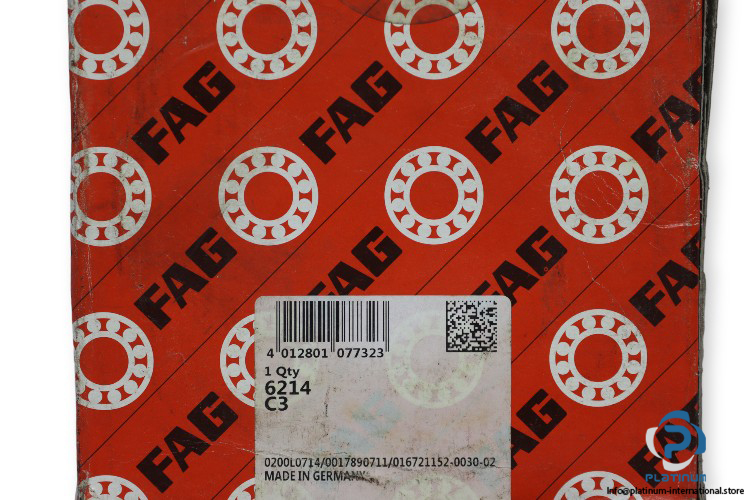 FAG
FAG
FAG
FAG
FAG
FAG
FAG
FAG
FAG
4 012801 077323
1 Qty
6214
C3
0200L0714/0017890711/016721152-0030-02
MADE IN GERMANY
PLATINUM
Info@platinum-international.store